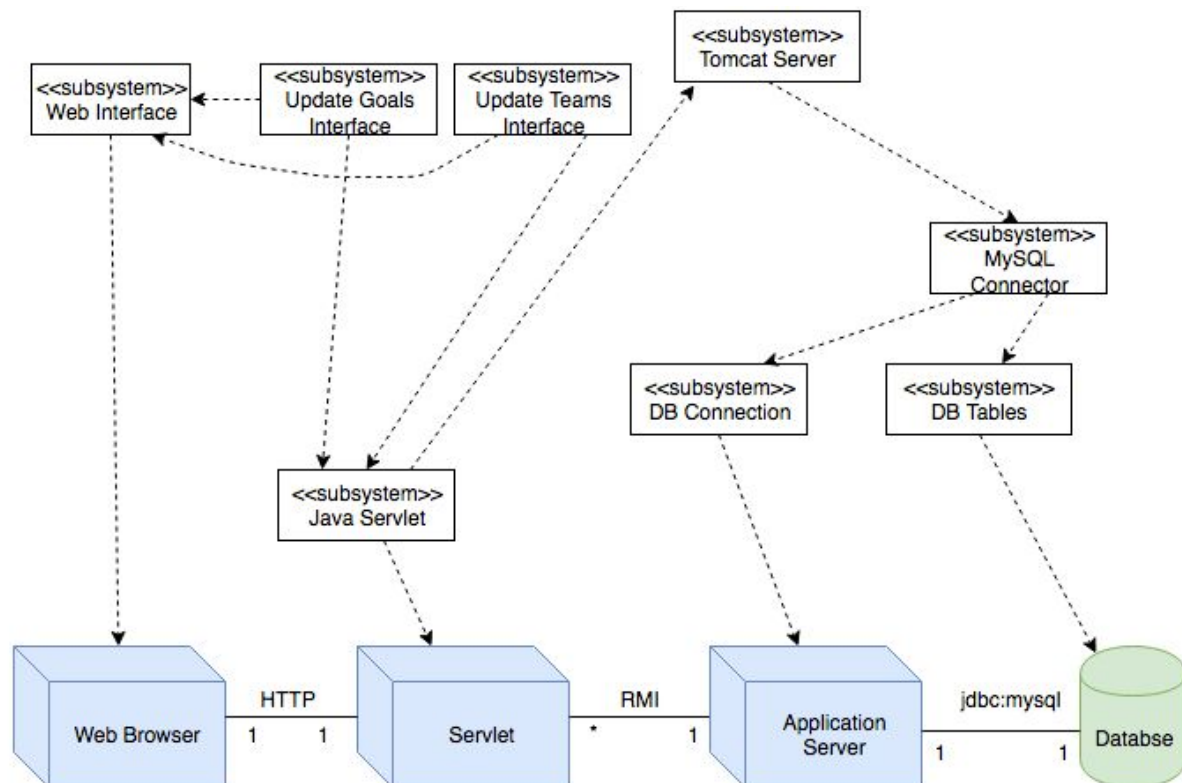 <<subsystem>>
Tomcat Server
<<subsystem>>
Web Interface
<<subsystem>>
Update Goals
Interface
<<subsystem>>
Update Teams
Interface
<<subsystem>>
MySQL
Connector
<<subsystem>>
DB Connection
<<subsystem>>
DB Tables
<<subsystem>>
Java Servlet
Web Browser
HTTP
1
1
Servlet
RMI
*
1
Application
Server
jdbc:mysql
1
1
Databse